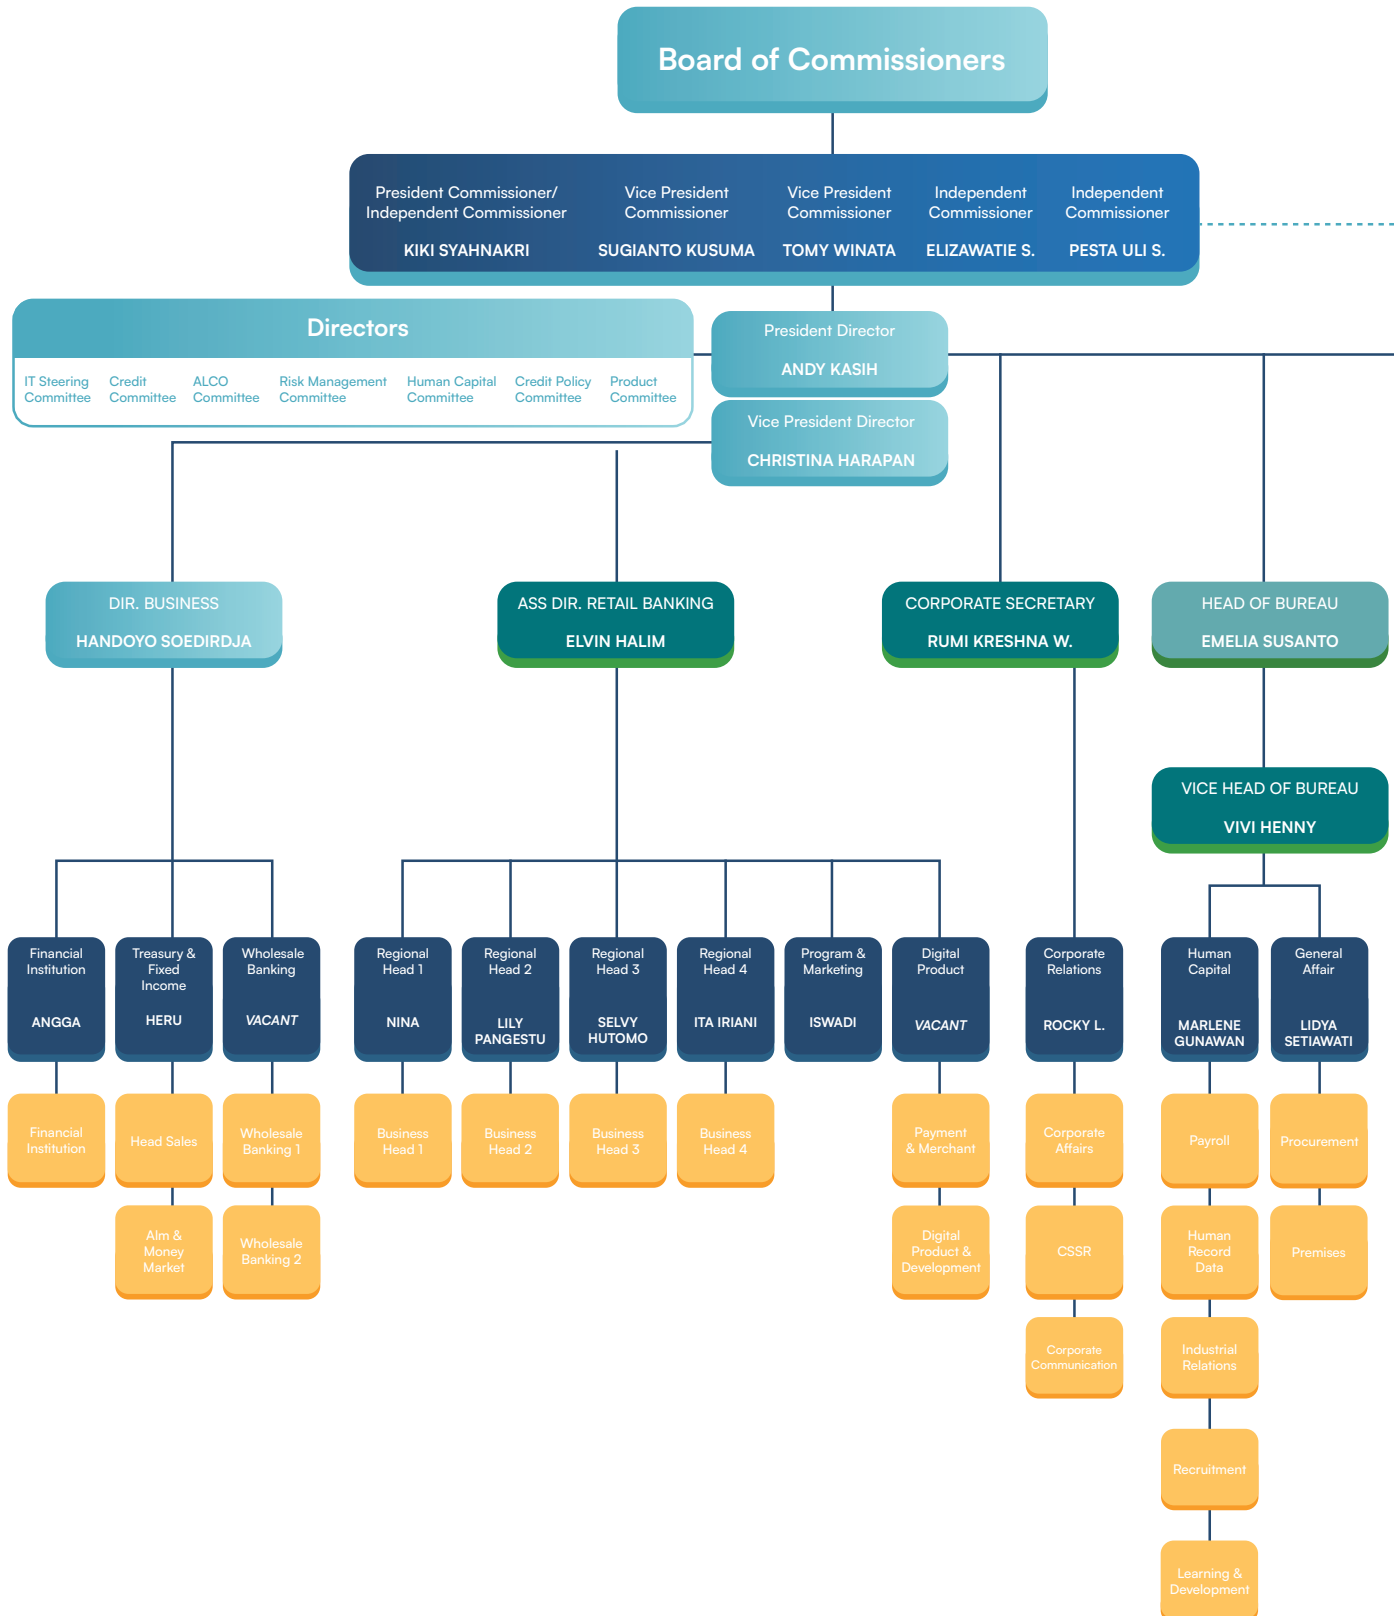 Board of Commissioners
President Commissioner/
Independent Commissioner
KIKI SYAHNAKRI
Vice President
Commissioner
SUGIANTO KUSUMA
Vice President
Commissioner
TOMY WINATA
Independent
Commissioner
ELIZAWATIE S.
Independent
Commissioner
PESTA ULI S.
Directors
IT Steering
Committee
Credit
Committee
ALCO
Committee
Risk Management
Committee
Human Capital
Committee
Credit Policy
Committee
Product
Committee
President Director
ANDY KASIH
Vice President Director
CHRISTINA HARAPAN
DIR. BUSINESS
HANDOYO SOEDIRDJA
ASS DIR. RETAIL BANKING
ELVIN HALIM
CORPORATE SECRETARY
RUMI KRESHNA W.
HEAD OF BUREAU
EMELIA SUSANTO
VICE HEAD OF BUREAU
VIVI HENNY
Financial
Institution
ANGGA
Treasury &
Fixed
Income
HERU
Wholesale
Banking
VACANT
Regional
Head 1
NINA
Regional
Head 2
LILY
PANGESTU
Regional
Head 3
SELVY
HUTOMO
Regional
Head 4
ITA IRIANI
Program &
Marketing
ISWADI
Digital
Product
VACANT
Corporate
Relations
ROCKY L.
Human
Capital
MARLENE
GUNAWAN
General
Affair
LIDYA
SETIAWATI
Financial
Institution
Head Sales
Wholesale
Banking 1
Business
Head 1
Business
Head 2
Business
Head 3
Business
Head 4
Payment
& Merchant
Corporate
Affairs
Payroll
Procurement
Alm &
Money
Market
Wholesale
Banking 2
Digital
Product &
Development
CSSR
Human
Record
Data
Premises
Corporate
Communication
Industrial
Relations
Recruitment
Learning &
Development